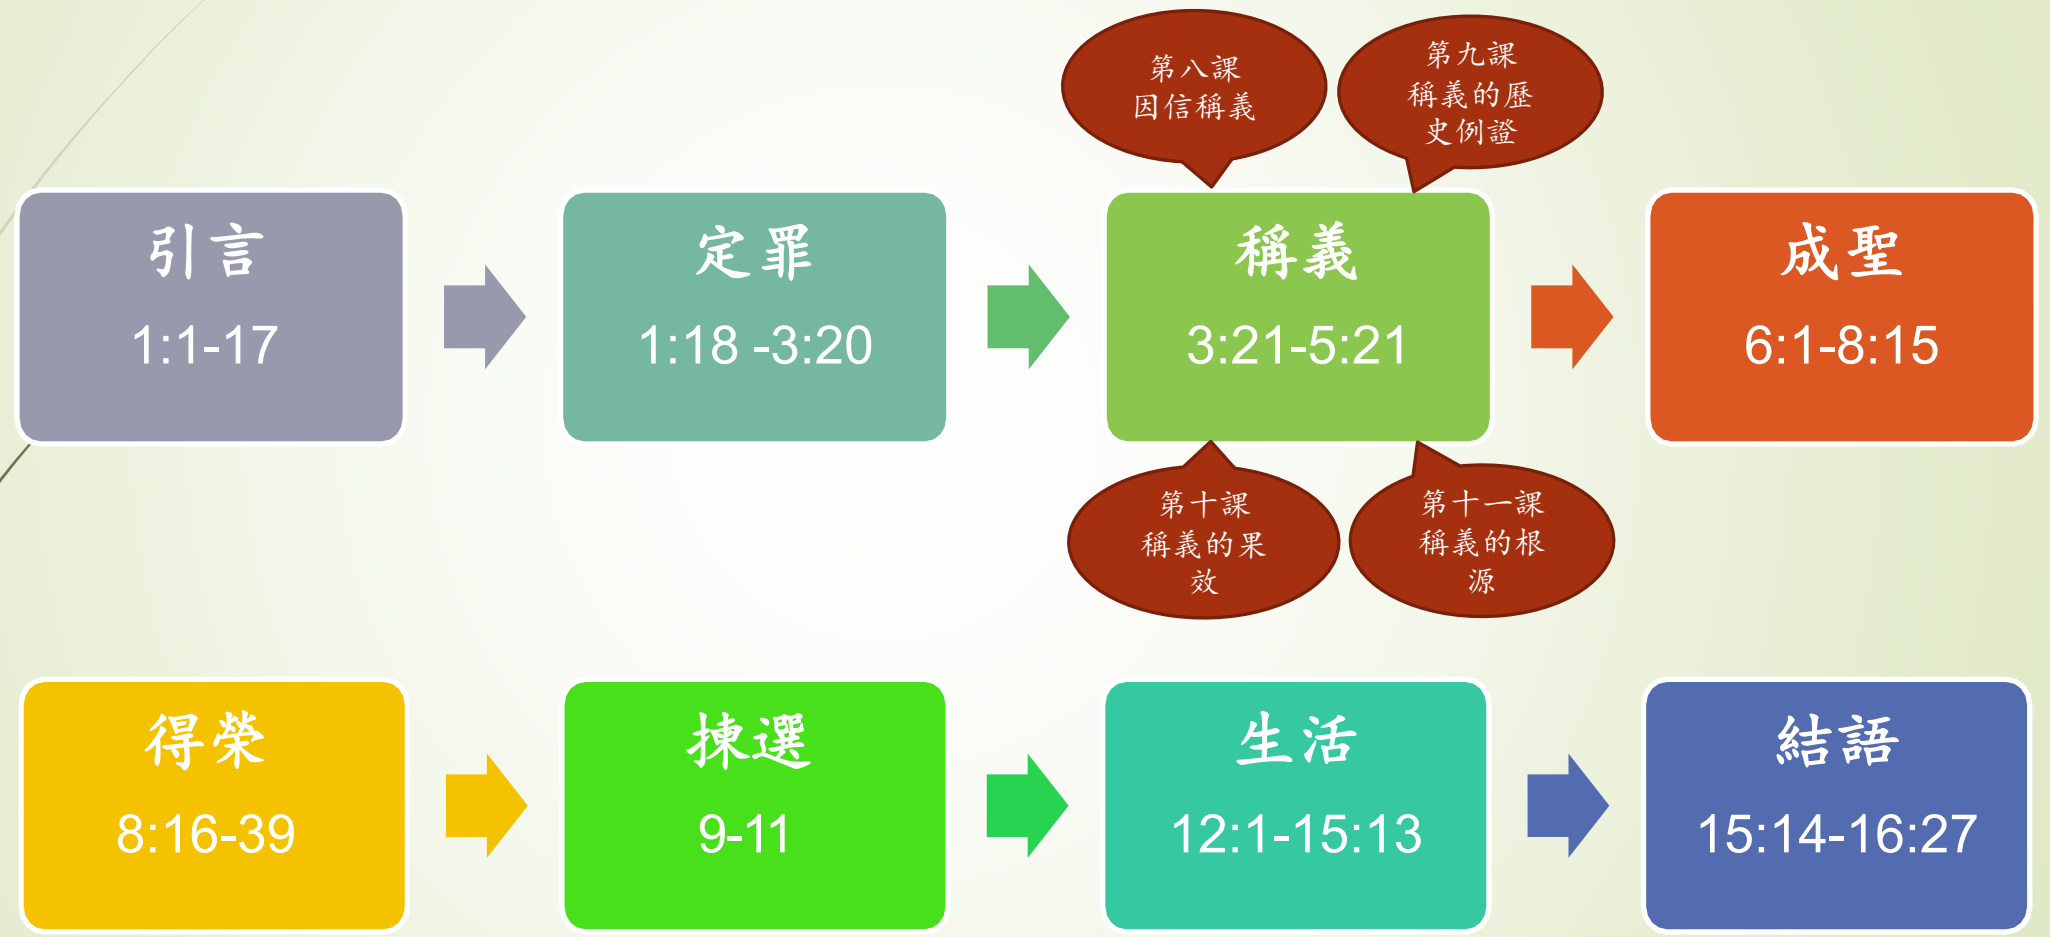 第八課
因信稱義
第九課
稱義的歷
史例證
引言
1:1-17
定罪
1:18 -3:20
稱義
3:21-5:21
成聖
6:1-8:15
第十課
稱義的果
效
第十一課
稱義的根
源
得榮
8:16-39
揀選
9-11
生活
12:1-15:13
結語
15:14-16:27